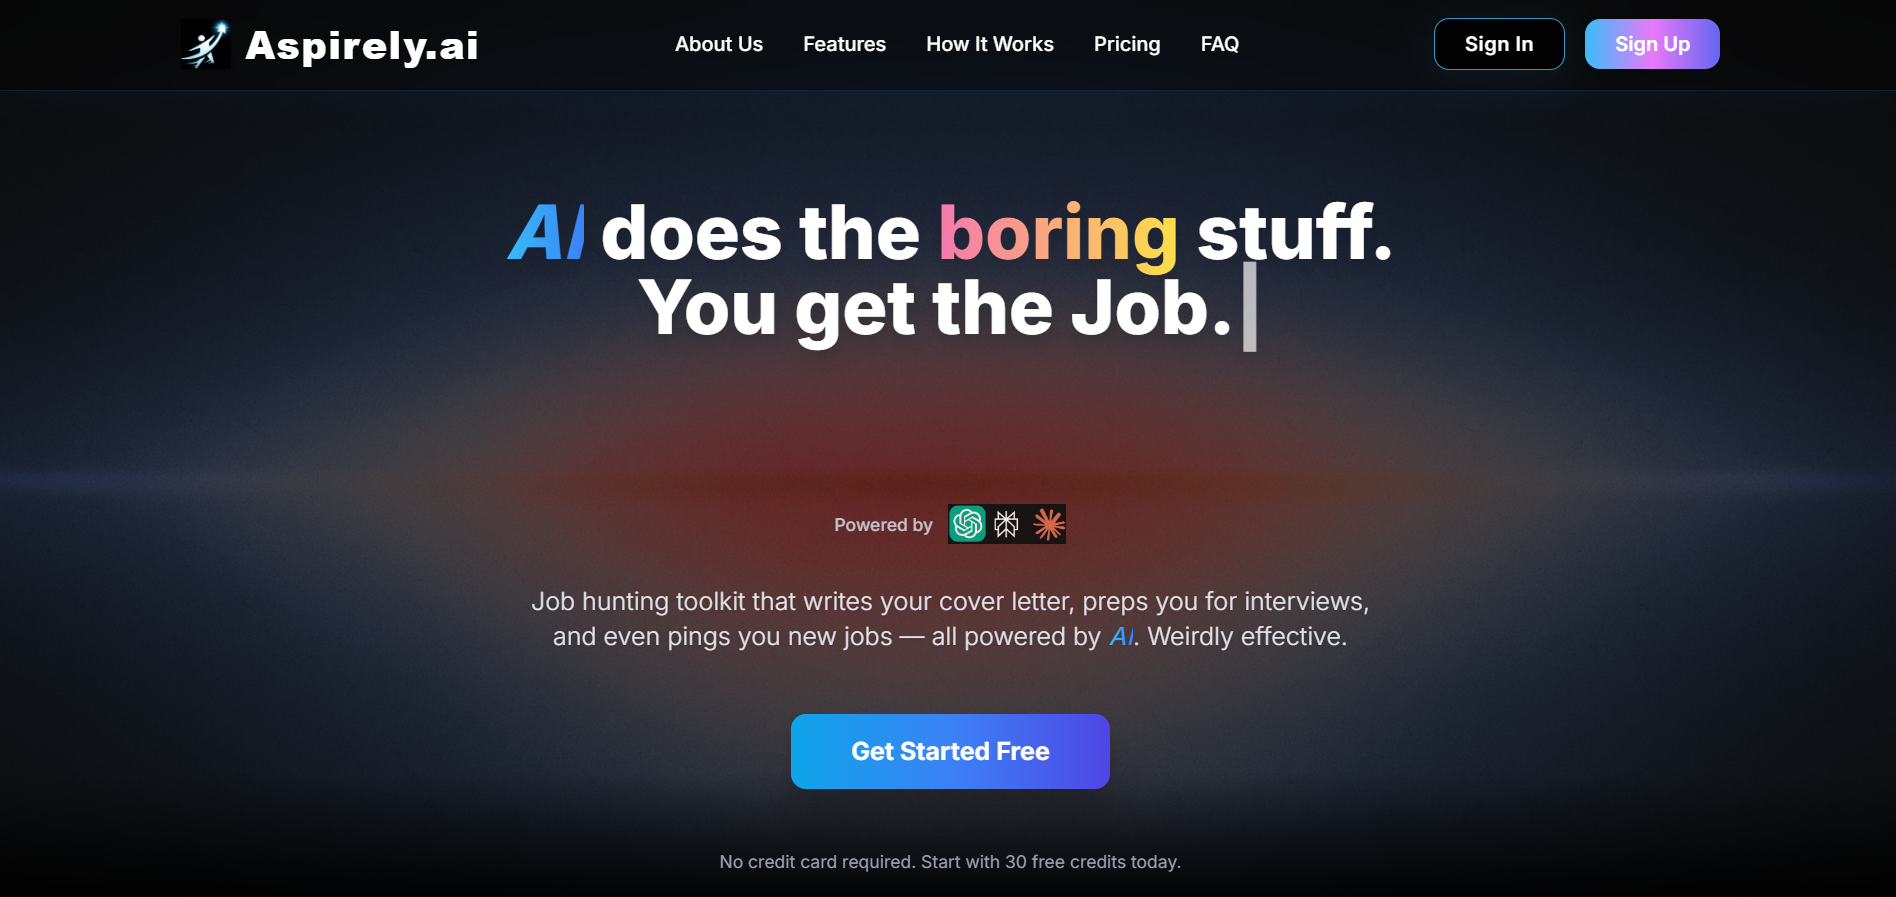 Aspirely.ai
About Us
Features
How It Works
Pricing
FAQ
Sign In
Sign Up
AI does the boring stuff.
You get the Job.
Powered by
Job hunting toolkit that writes your cover letter, preps you for interviews,
and even pings you new jobs — all powered by AI. Weirdly effective.
Get Started Free
No credit card required. Start with 30 free credits today.